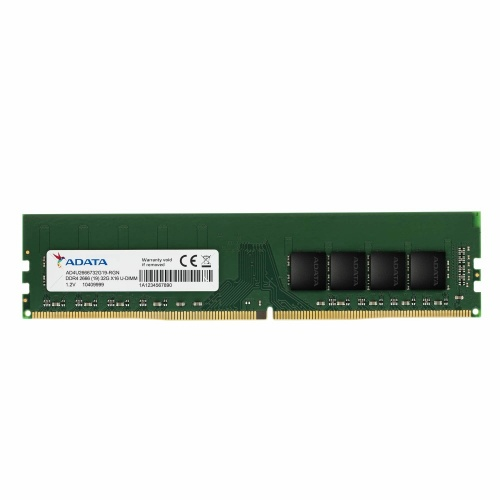 ADATA
Warranty void
if removed
CE
AD4U2666732G19-RGN
DDR4 2666 (19) 32G X16 U-DIMM
1.2V 10409999
1A1234567890
ADATA
ADATA
ADATA
ADATA